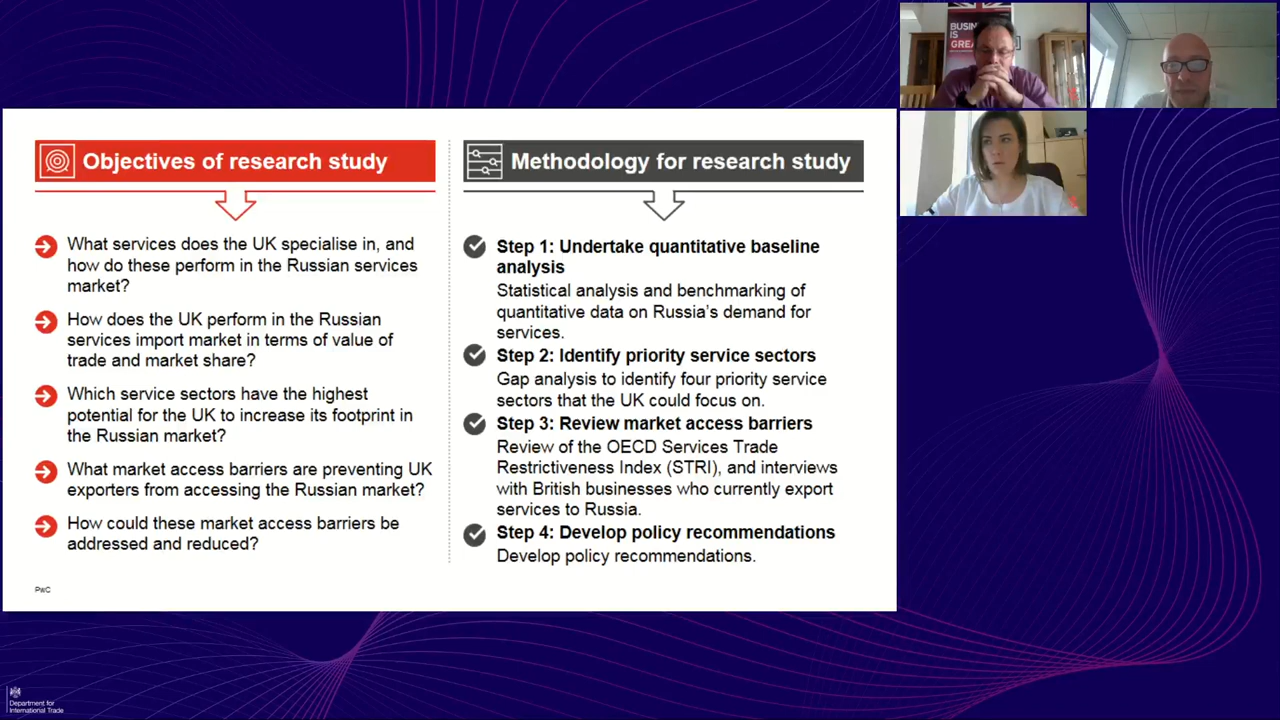 Objectives of research study
What services does the UK specialise in, and
how do these perform in the Russian services
market?
How does the UK perform in the Russian
services import market in terms of value of
trade and market share?
Which service sectors have the highest
potential for the UK to increase its footprint in
the Russian market?
What market access barriers are preventing UK
exporters from accessing the Russian market?
How could these market access barriers be
addressed and reduced?
PwC
Methodology for research study
Step 1: Undertake quantitative baseline
analysis
Statistical analysis and benchmarking of
quantitative data on Russia's demand for
services.
Step 2: Identify priority service sectors
Gap analysis to identify four priority service
sectors that the UK could focus on.
Step 3: Review market access barriers
Review of the OECD Services Trade
Restrictiveness Index (STRI), and interviews
with British businesses who currently export
services to Russia.
Step 4: Develop policy recommendations
Develop policy recommendations.
IS
Department for
International Trade